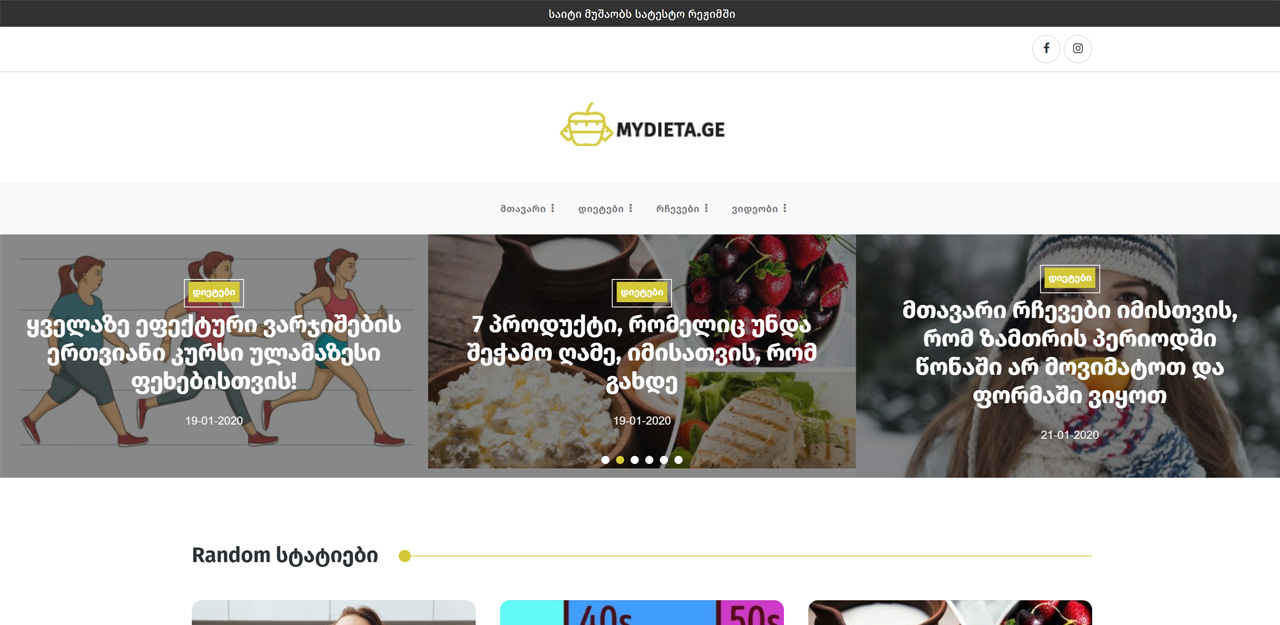 საიტი მუშაობს სატესტო რეჟიმში
MYDIETA.GE
მთავარი
დიეტები
რჩევები
ვიდეობი
დიეტები
ყველაზე ეფექტური ვარჯიშების
ერთვიანი კურსი ულამაზესი
ფეხებისთვის!
19-01-2020
დიეტები
7 პროდუქტი, რომელიც უნდა
შეჭამო ღამე, იმისათვის, რომ
გახდე
19-01-2020
დიეტები
მთავარი რჩევები იმისთვის,
რომ ზამთრის პერიოდში
წონაში არ მოვიმატოთ და
ფორმაში ვიყოთ
21-01-2020
Random სტატიები
40s
50s